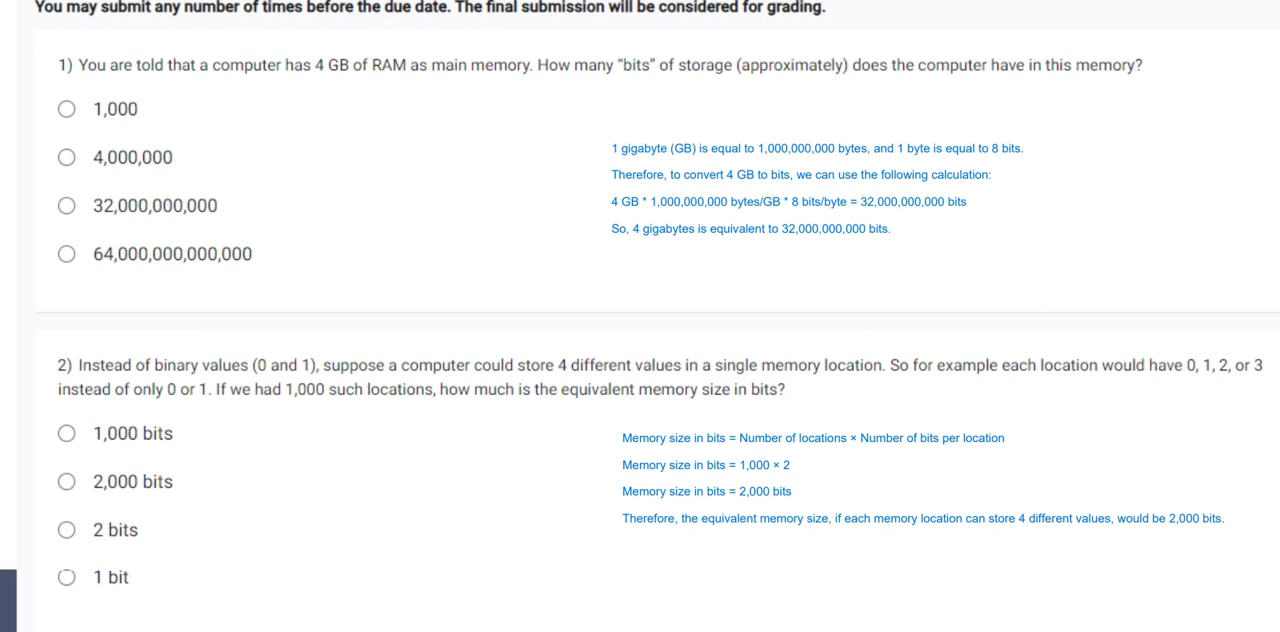 You may submit any number of times before the due date. The final submission will be considered for grading.
1) You are told that a computer has 4 GB of RAM as main memory. How many “bits” of storage (approximately) does the computer have in this memory?
1,000
4,000,000
32,000,000,000
64,000,000,000,000
1 gigabyte (GB) is equal to 1,000,000,000 bytes, and 1 byte is equal to 8 bits.
Therefore, to convert 4 GB to bits, we can use the following calculation:
4 GB * 1,000,000,000 bytes/GB * 8 bits/byte = 32,000,000,000 bits
So, 4 gigabytes is equivalent to 32,000,000,000 bits.
2) Instead of binary values (0 and 1), suppose a computer could store 4 different values in a single memory location. So for example each location would have 0, 1, 2, or 3
instead of only 0 or 1. If we had 1,000 such locations, how much is the equivalent memory size in bits?
1,000 bits
2,000 bits
2 bits
1 bit
Memory size in bits = Number of locations × Number of bits per location
Memory size in bits = 1,000 × 2
Memory size in bits = 2,000 bits
Therefore, the equivalent memory size, if each memory location can store 4 different values, would be 2,000 bits.